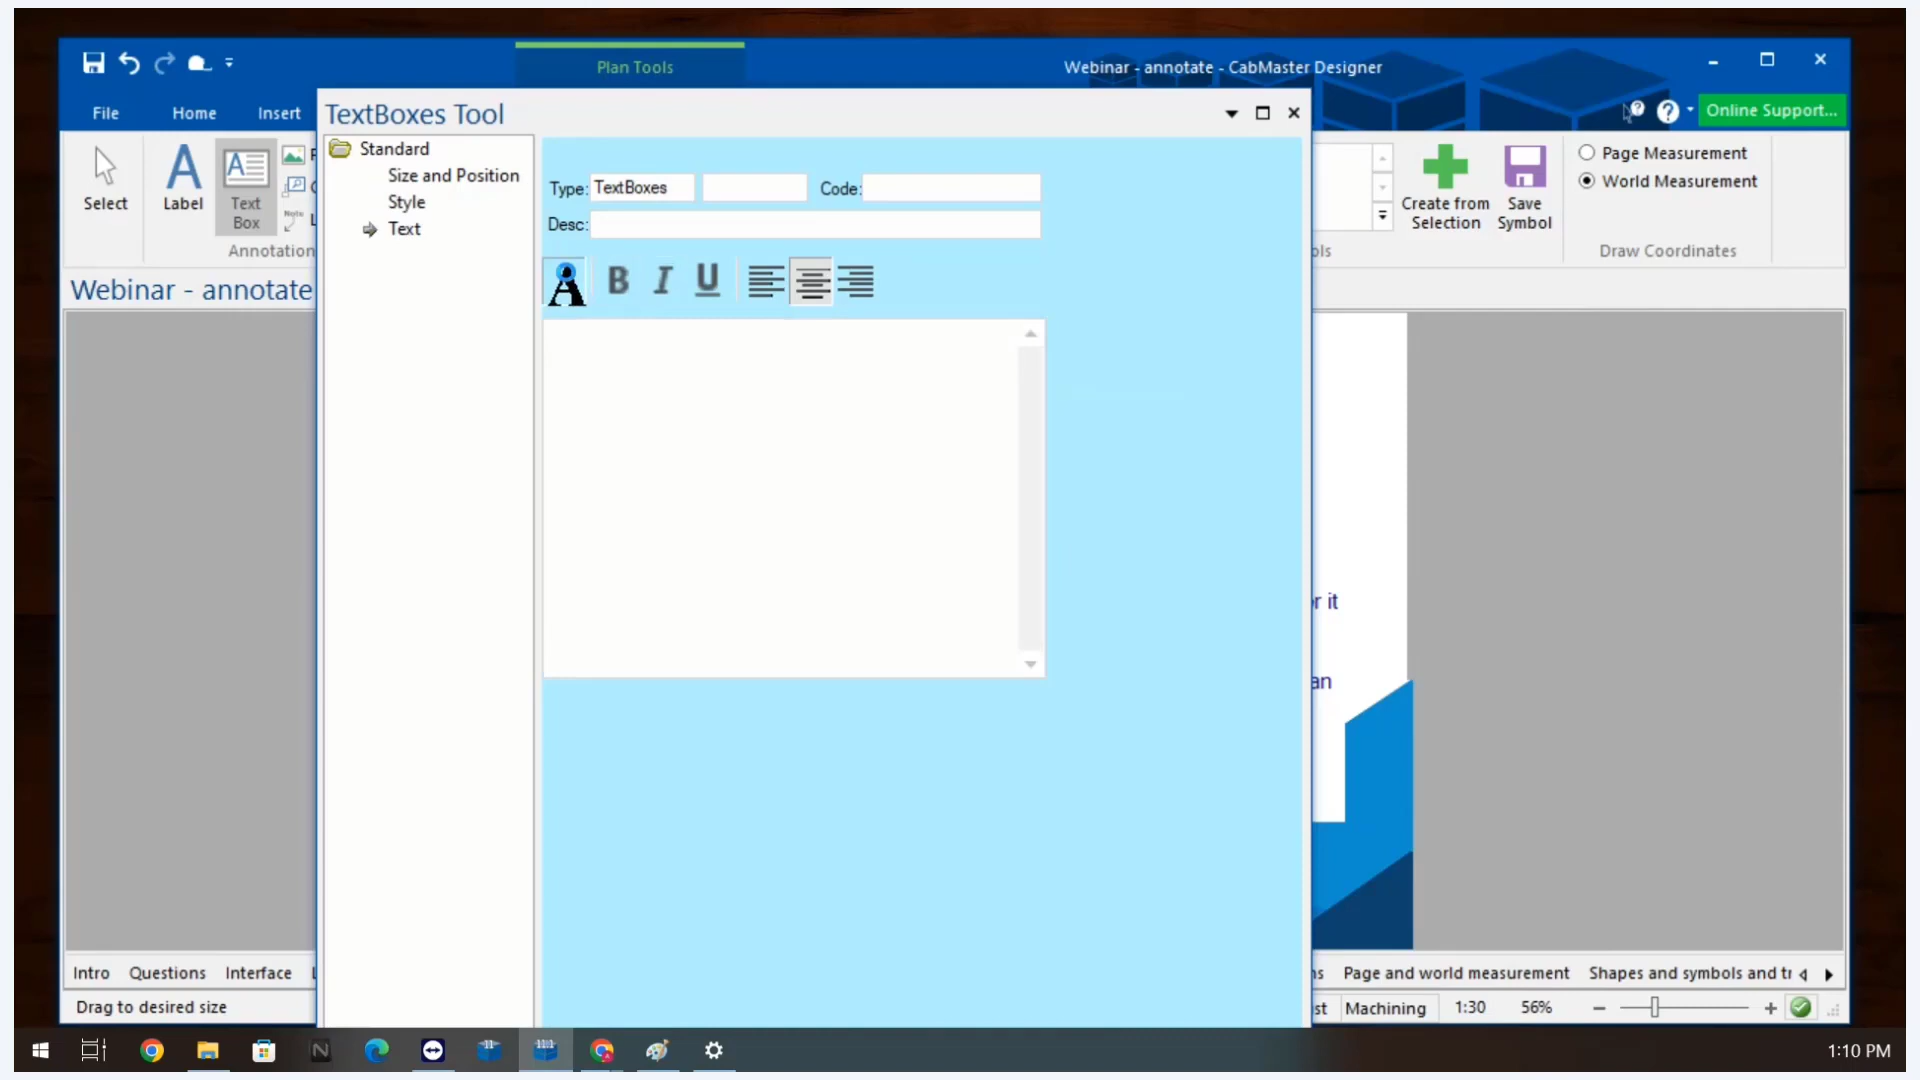 Plan Tools
Webinar - annotate - CabMaster Designer
File
Home
Insert
TextBoxes Tool
Online Support...
Select
Label
Text
Box
Annotation
Standard
Size and Position
Style
Text
Type:
TextBoxes
Code:
Desc:
B I U
Create from
Selection
Save
Symbol
Page Measurement
World Measurement
Draw Coordinates
Webinar - annotate
r it
an
Intro
Questions
Interface
Page and world measurement
Shapes and symbols and tr
Drag to desired size
st
Machining
1:30
56%
1:10 PM